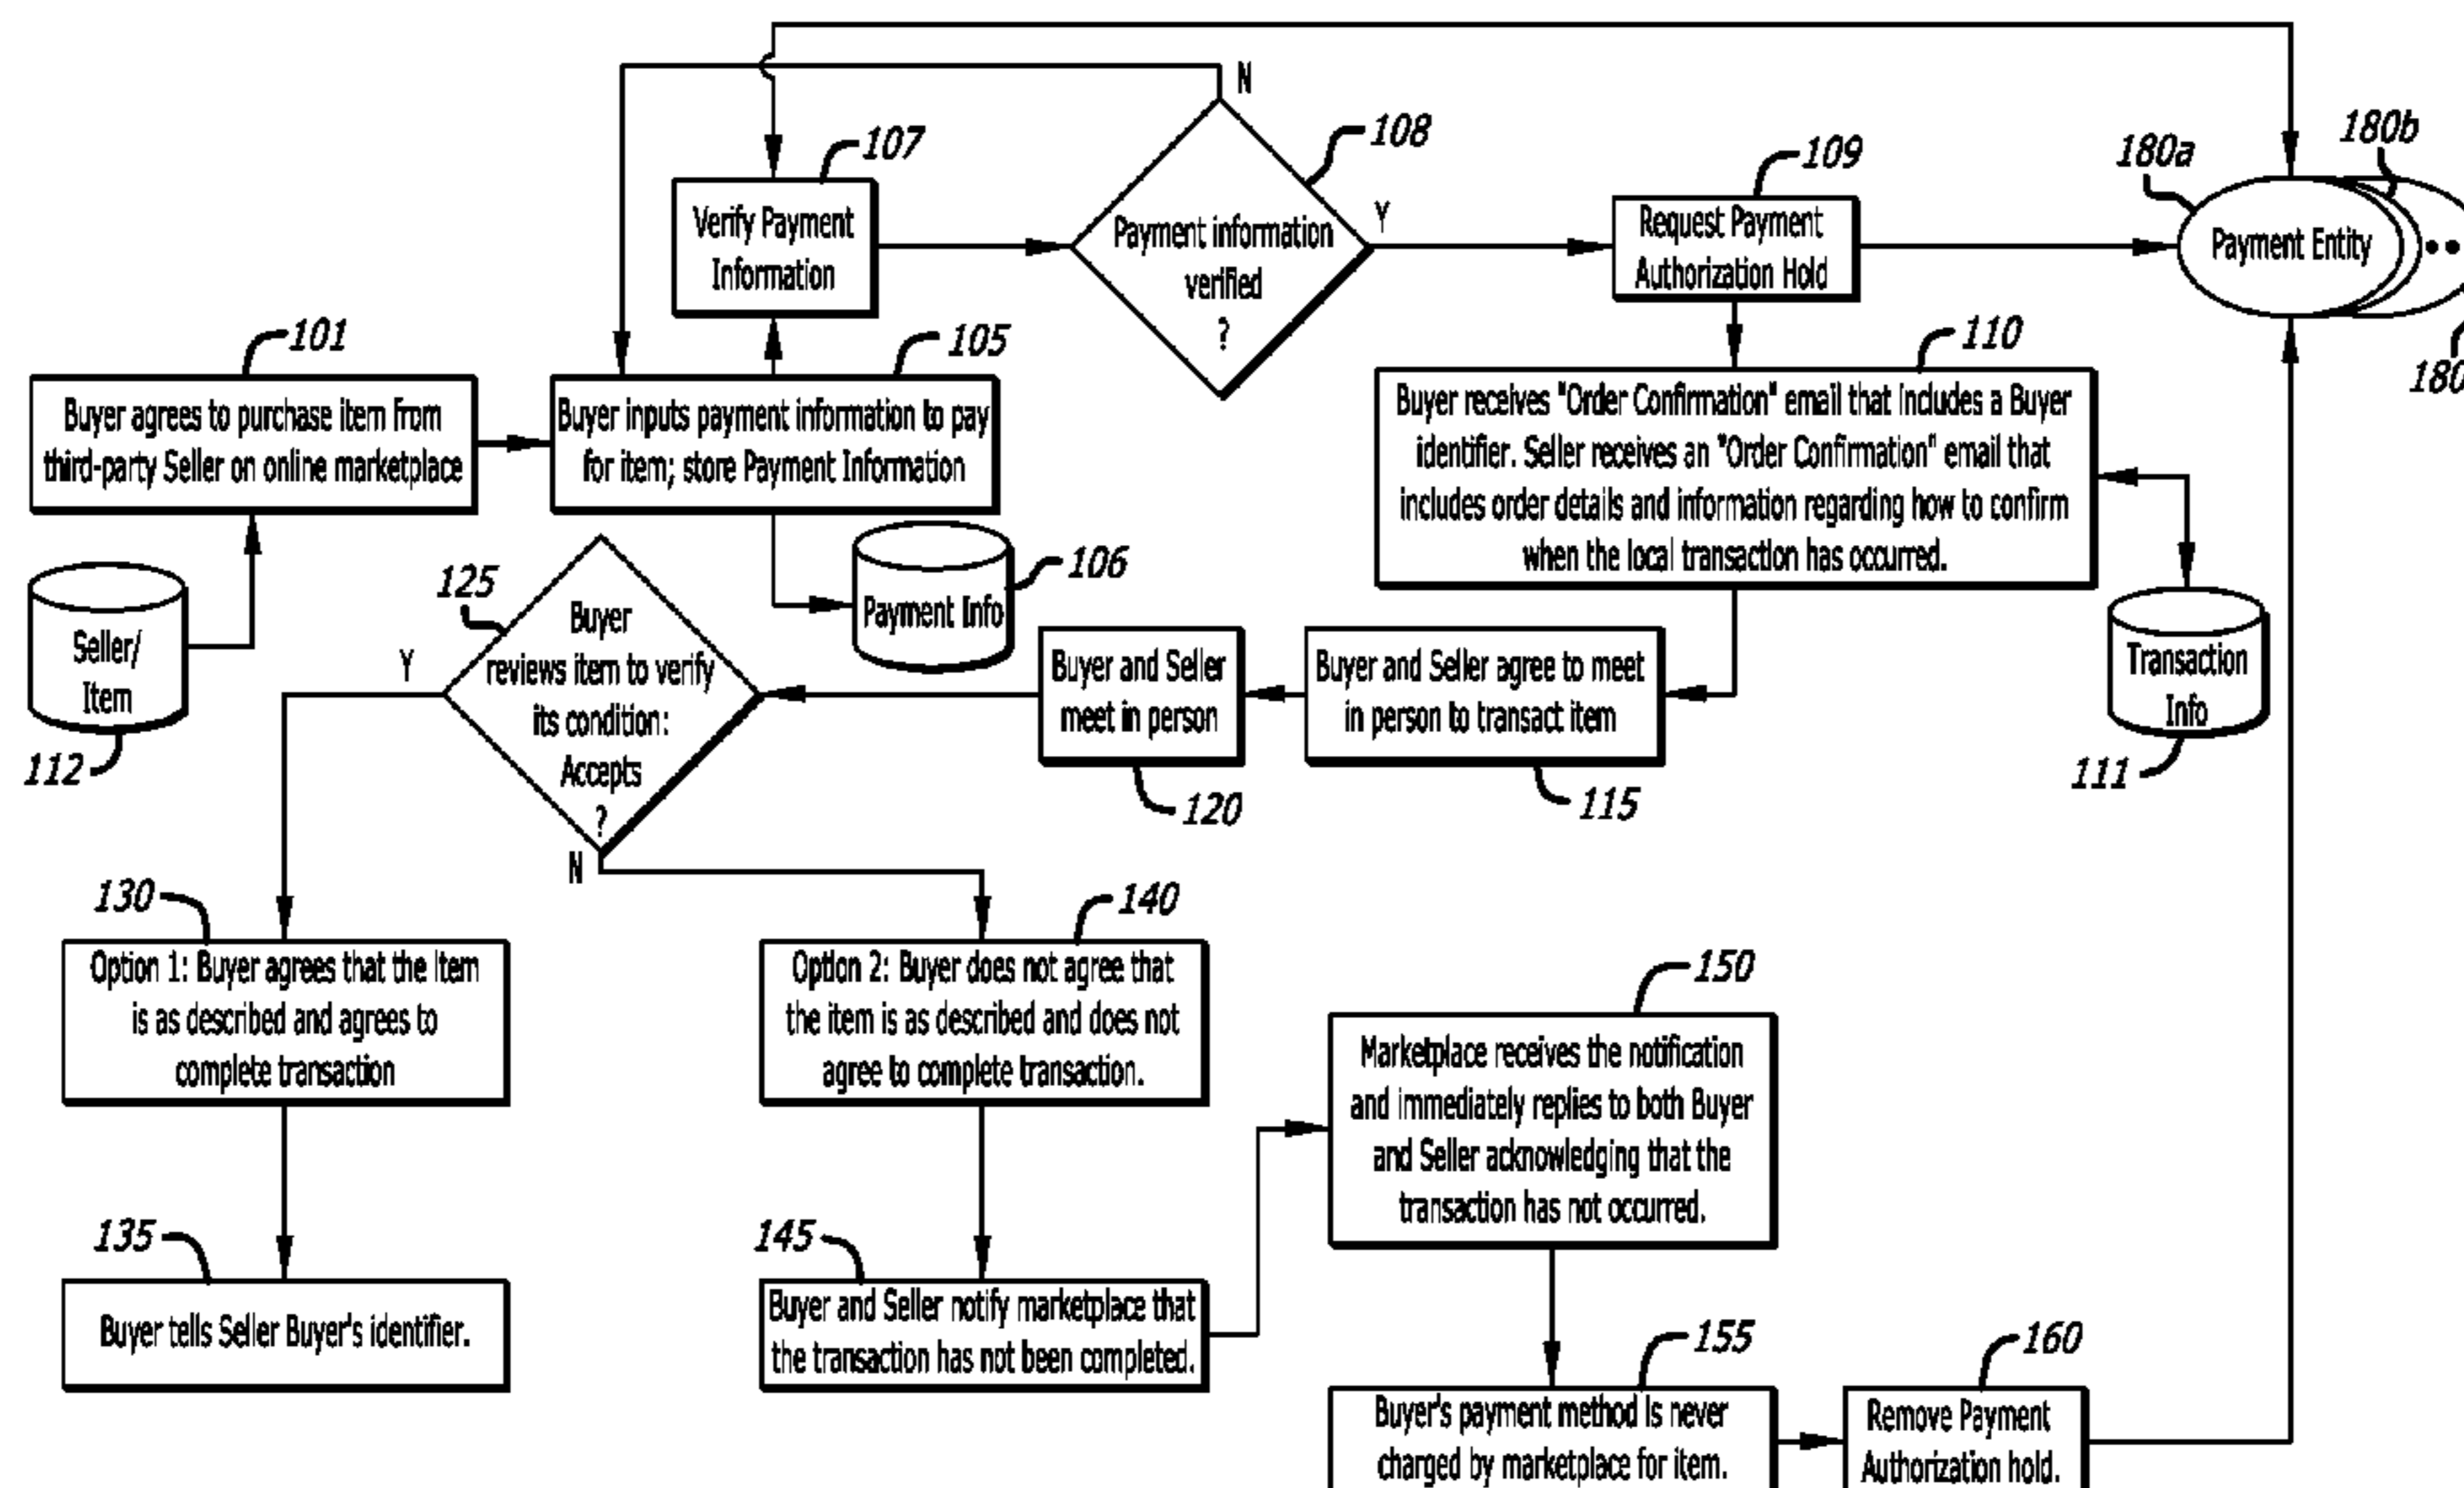 N
107
108
109
180a
180b
Verify Payment
Information
Payment information
verified
?
Y
Request Payment
Authorization Hold
Payment Entity
180
101
105
110
Buyer agrees to purchase item from
third-party Seller on online marketplace
Buyer inputs payment information to pay
for item; store Payment Information
Buyer receives "Order Confirmation" email that includes a Buyer
identifier. Seller receives an "Order Confirmation" email that
includes order details and information regarding how to confirm
when the local transaction has occurred.
Seller/
Item
112
125
Buyer
reviews item to verify
its condition:
Accepts
?
Y
N
Payment Info
106
Buyer and Seller
meet in person
120
Buyer and Seller agree to meet
in person to transact item
115
Transaction
Info
111
130
Option 1: Buyer agrees that the Item
is as described and agrees to
complete transaction
140
Option 2: Buyer does not agree that
the item is as described and does not
agree to complete transaction.
150
Marketplace receives the notification
and immediately replies to both Buyer
and Seller acknowledging that the
transaction has not occurred.
135
Buyer tells Seller Buyer's identifier.
145
Buyer and Seller notify marketplace that
the transaction has not been completed.
155
Buyer's payment method is never
charged by marketplace for item.
160
Remove Payment
Authorization hold.